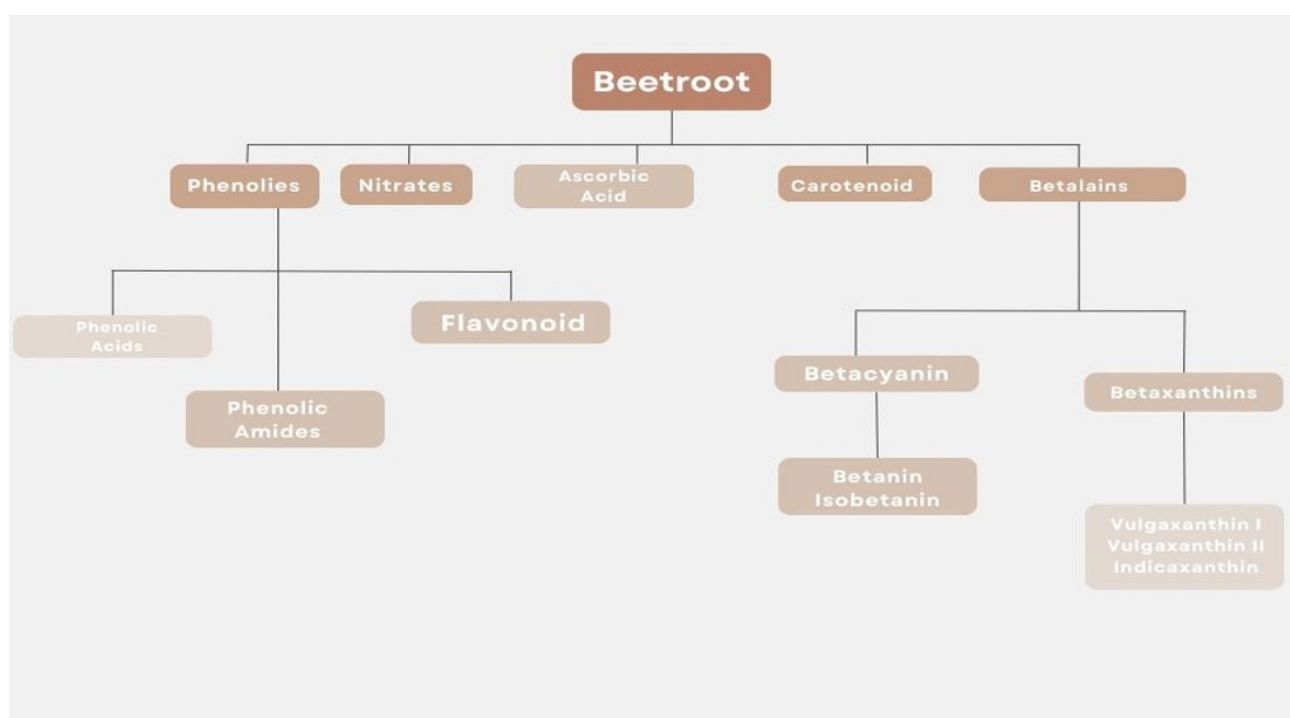 Beetroot
Phenolies
Nitrates
Ascorbic
Acid
Carotenoid
Betalains
Phenolic
Acids
Phenolic
Amides
Flavonoid
Betacyanin
Betanin
Isobetanin
Betaxanthins
Vulgaxanthin I
Vulgaxanthin II
Indicaxanthin